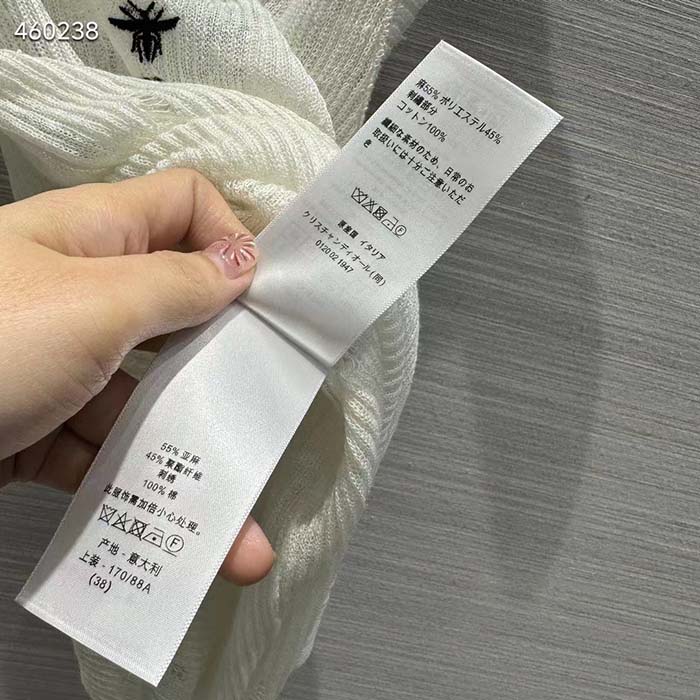 460238
麻55% ポリエステル45%
刺繍部分
コットン100%
繊細な素材のため、日常のお
取扱いには十分ご注意いただ
き
原産国 イタリア
クリスチャンディオール(同)
0120 02 1947
55% 亚麻
45% 聚酯纤维
刺绣
100% 棉
此服饰需加倍小心处理。
产地 - 意大利
上装 - 170/88A
(38)